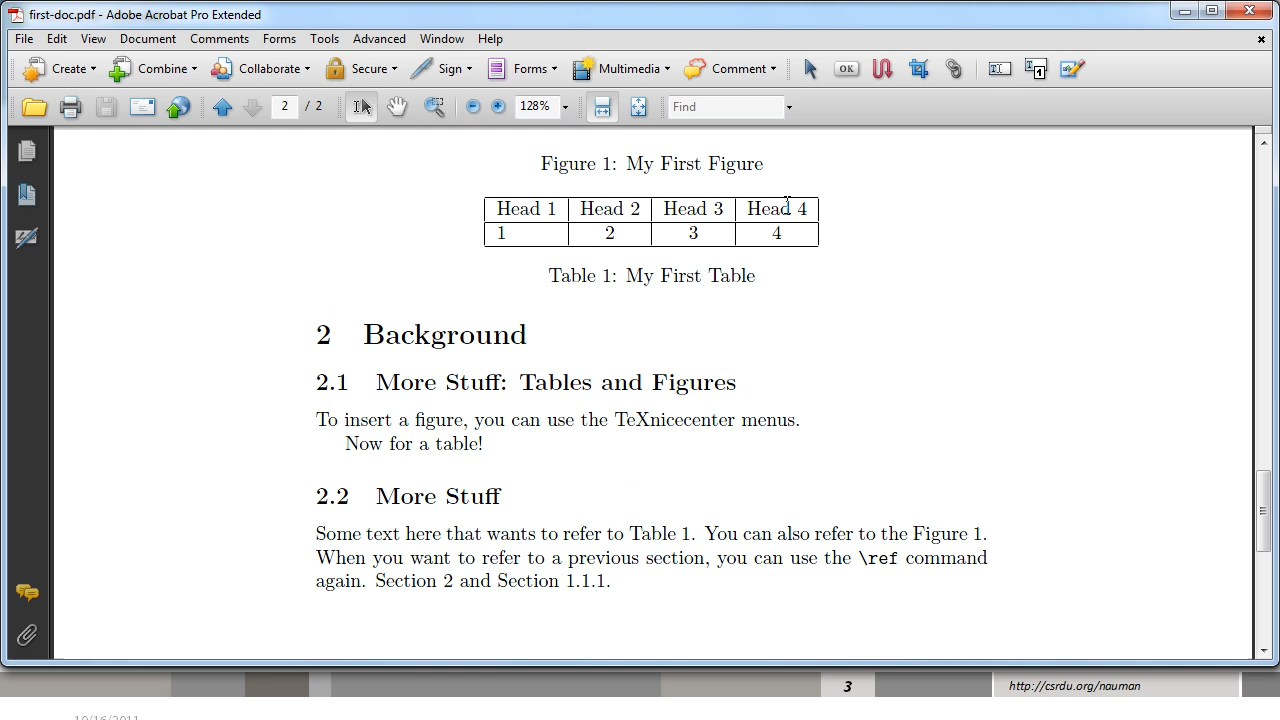 first-doc.pdf - Adobe Acrobat Pro Extended
File Edit View Document Comments Forms Tools Advanced Window Help
Create Combine Collaborate Secure Sign Forms Multimedia OK Comment
2 / 2 128% Find
Figure 1: My First Figure
Head 1 Head 2 Head 3 Head 4
1 2 3 4
Table 1: My First Table
2 Background
2.1 More Stuff: Tables and Figures
To insert a figure, you can use the TeXnicecenter menus.
Now for a table!
2.2 More Stuff
Some text here that wants to refer to Table 1. You can also refer to the Figure 1.
When you want to refer to a previous section, you can use the \ref command
again. Section 2 and Section 1.1.1.
3 http://csrdu.org/nauman
10/16/2011